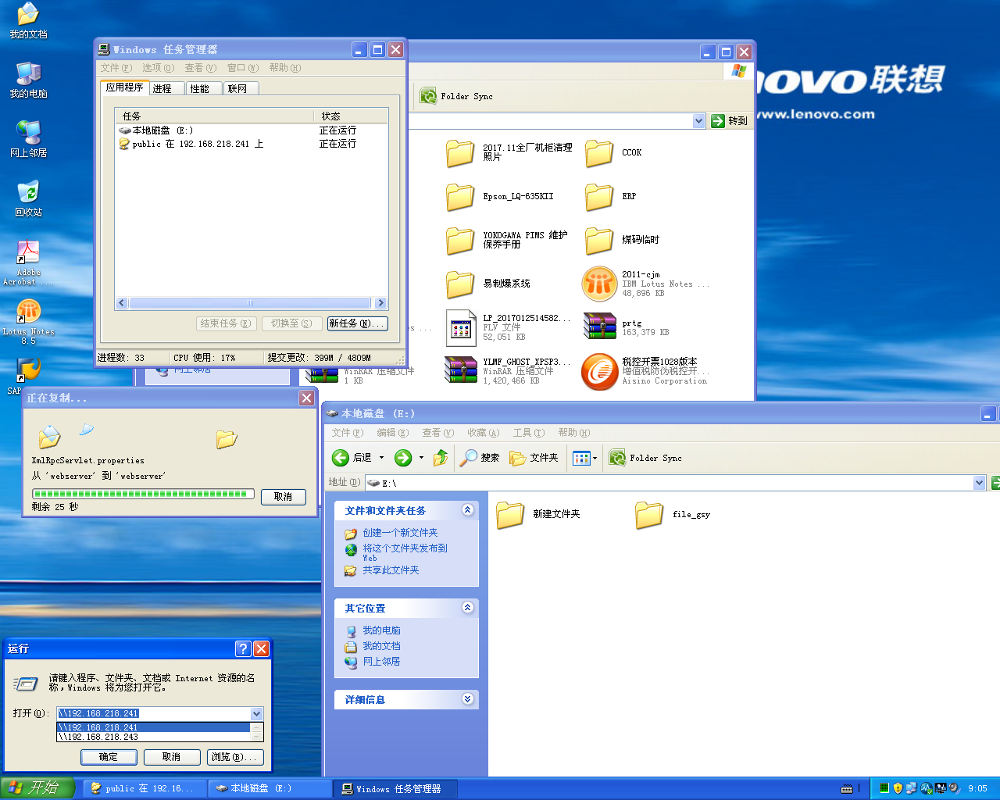 我的文档
我的电脑
网上邻居
回收站
Adobe
Acrobat ...
Lotus Notes
8.5
SAP
Windows 任务管理器
文件(F) 选项(O) 查看(V) 窗口(W) 帮助(H)
应用程序 进程 性能 联网
任务 状态
本地磁盘 (E:) 正在运行
public 在 192.168.218.241 上 正在运行
结束任务(E) 切换至(S) 新任务(N)...
进程数: 33 CPU 使用: 17% 提交更改: 399M / 4809M
Folder Sync
转到
2017.11全厂机柜清理
照片
CCOK
Epson_LQ-635KII
ERP
YOKOGAWA PIMS 维护
保养手册
煤码临时
易制爆系统
2011-cjm
IBM Lotus Notes ...
48,896 KB
LP_2017012514582...
FLV 文件
52,051 KB
prtg
163,379 KB
YLMF_GHOST_XPSP3...
WinRAR 压缩文件
1,420,466 KB
税控开票1028版本
增值税防伪税控开...
Aisino Corporation
es ...
WinRAR 压缩文件
1 KB
网上邻居
novo联想
www.lenovo.com
正在复制...
XmlRpcServlet.properties
从 'webserver' 到 'webserver'
剩余 25 秒
取消
本地磁盘 (E:)
文件(F) 编辑(E) 查看(V) 收藏(A) 工具(T) 帮助(H)
后退 搜索 文件夹 Folder Sync
地址(D) E:\
文件和文件夹任务
创建一个新文件夹
将这个文件夹发布到
Web
共享此文件夹
其它位置
我的电脑
我的文档
网上邻居
详细信息
新建文件夹
file_gsy
运行
请键入程序、文件夹、文档或 Internet 资源的名
称，Windows 将为您打开它。
打开(O): \\192.168.218.241
\\192.168.218.241
\\192.168.218.243
确定 取消 浏览(B)...
开始 public 在 192.16... 本地磁盘 (E:) Windows 任务管理器 9:05